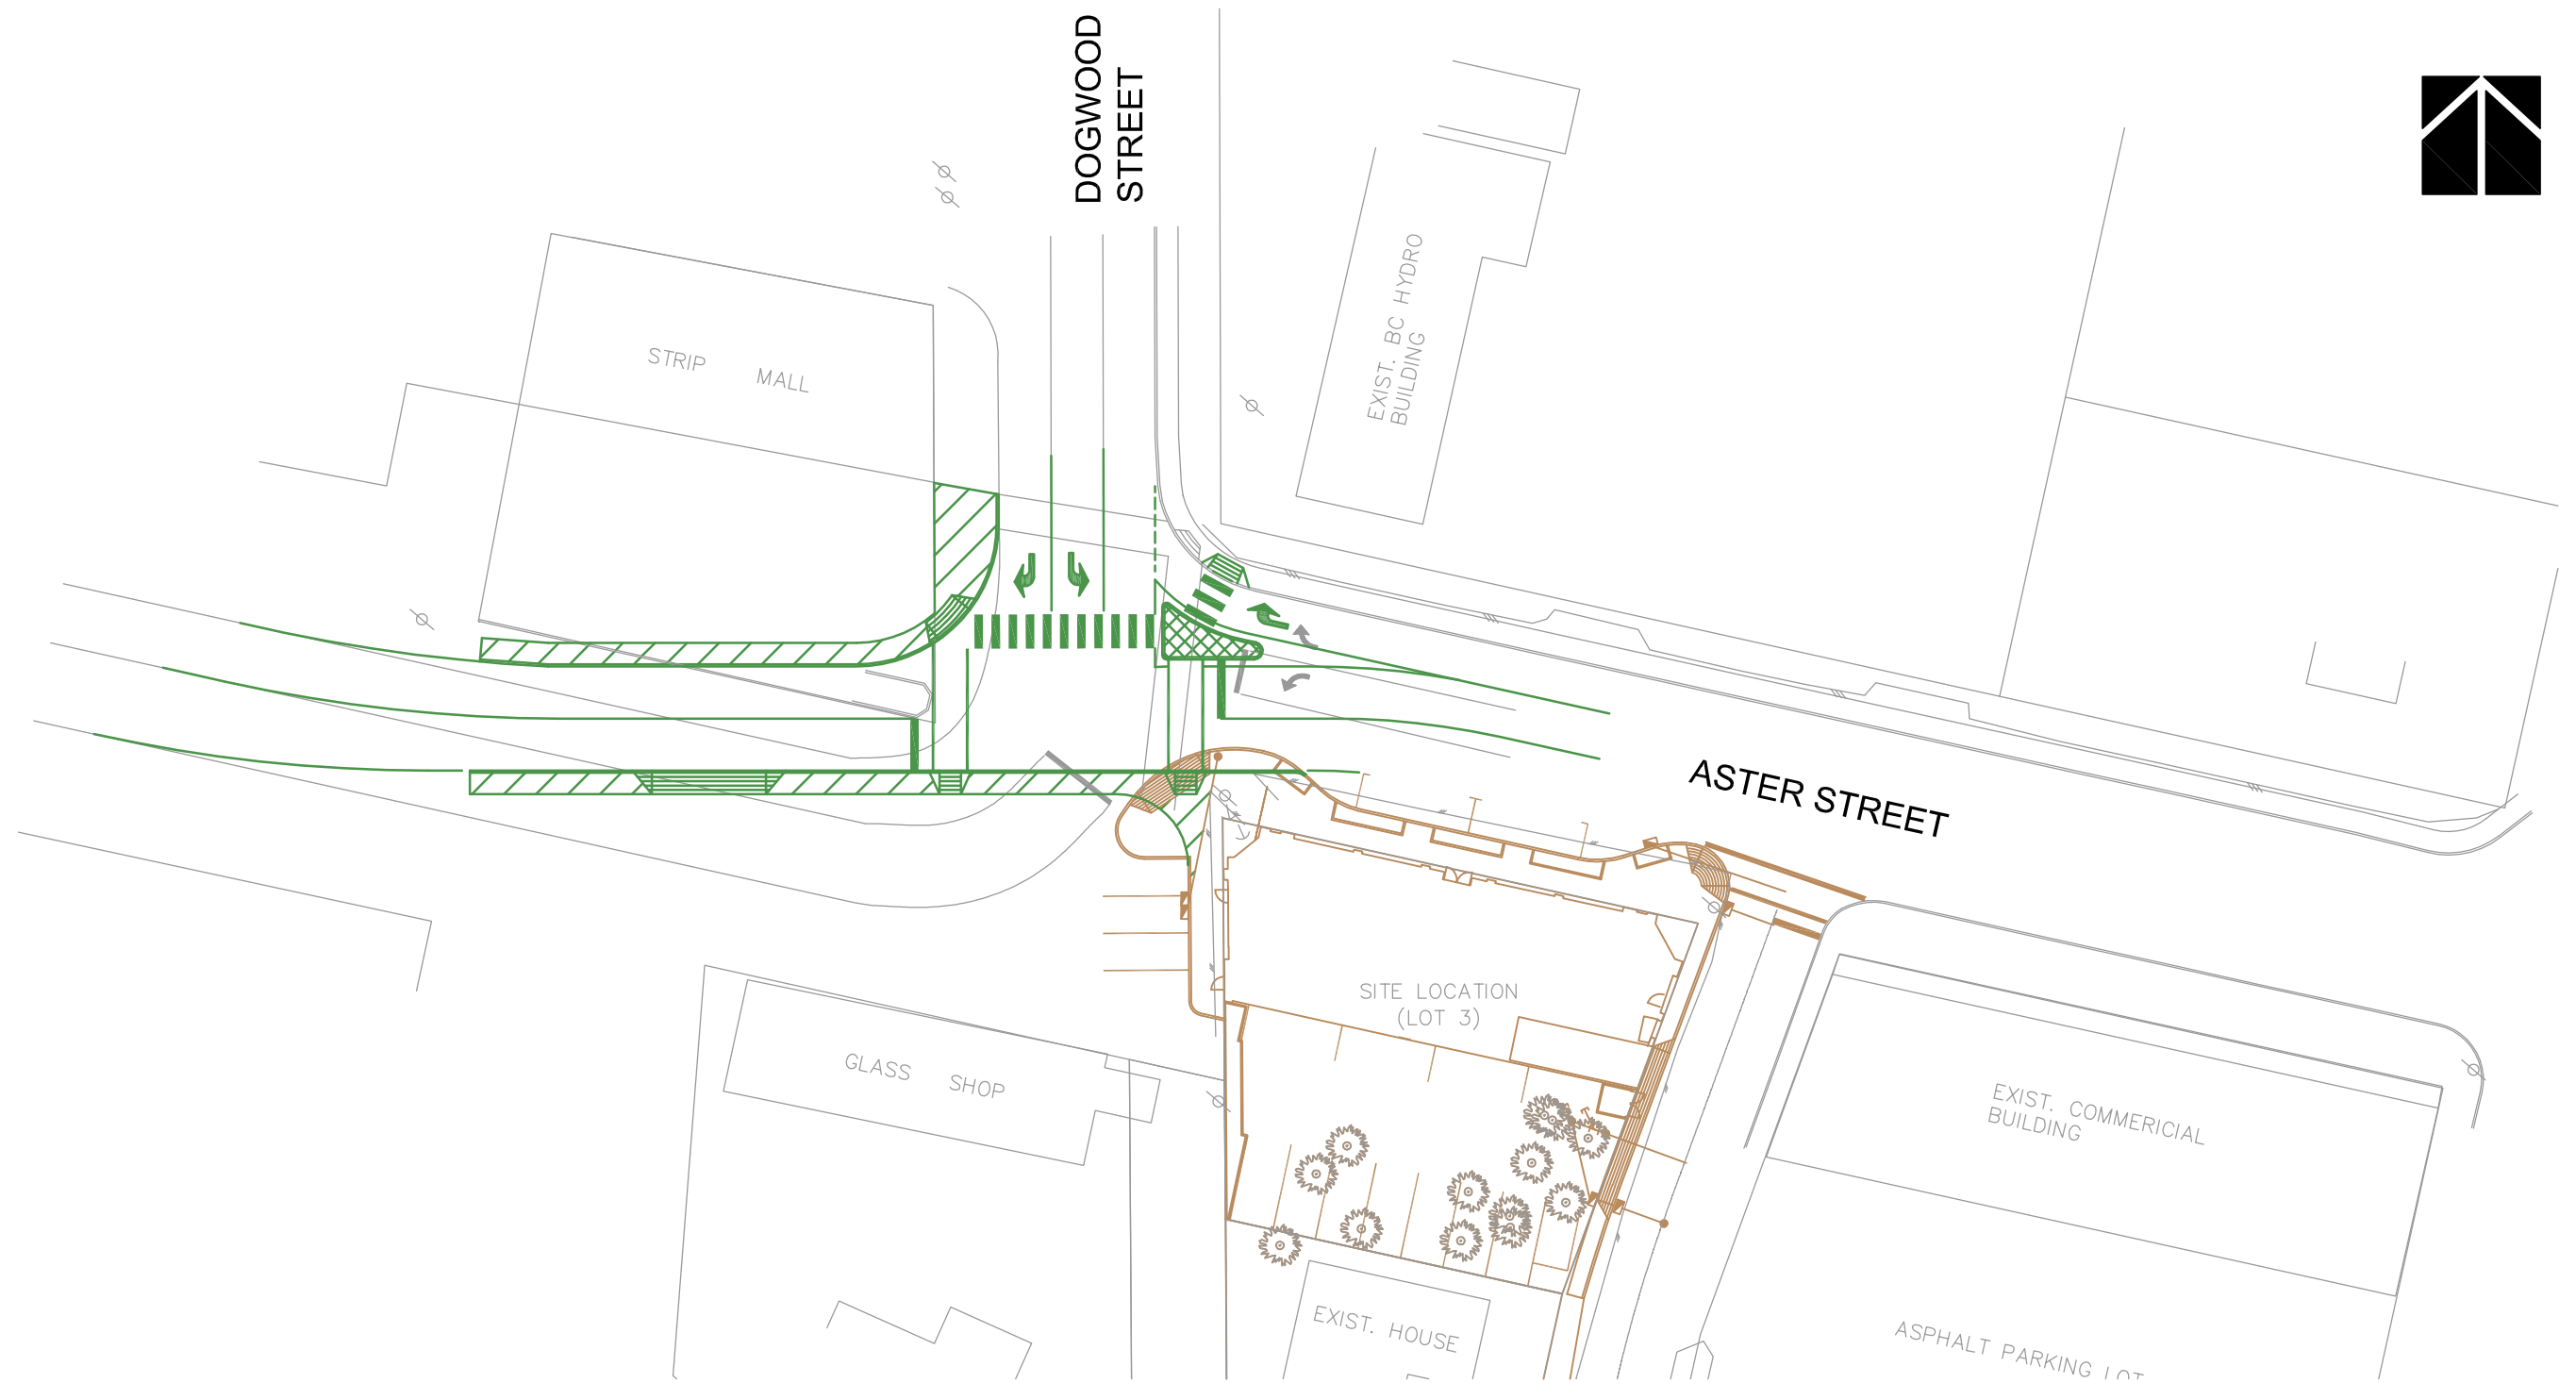 DOGWOOD
STREET
EXIST. BC HYDRO
BUILDING
STRIP MALL
ASTER STREET
SITE LOCATION
(LOT 3)
GLASS SHOP
EXIST. COMMERICIAL
BUILDING
EXIST. HOUSE
ASPHALT PARKING LOT